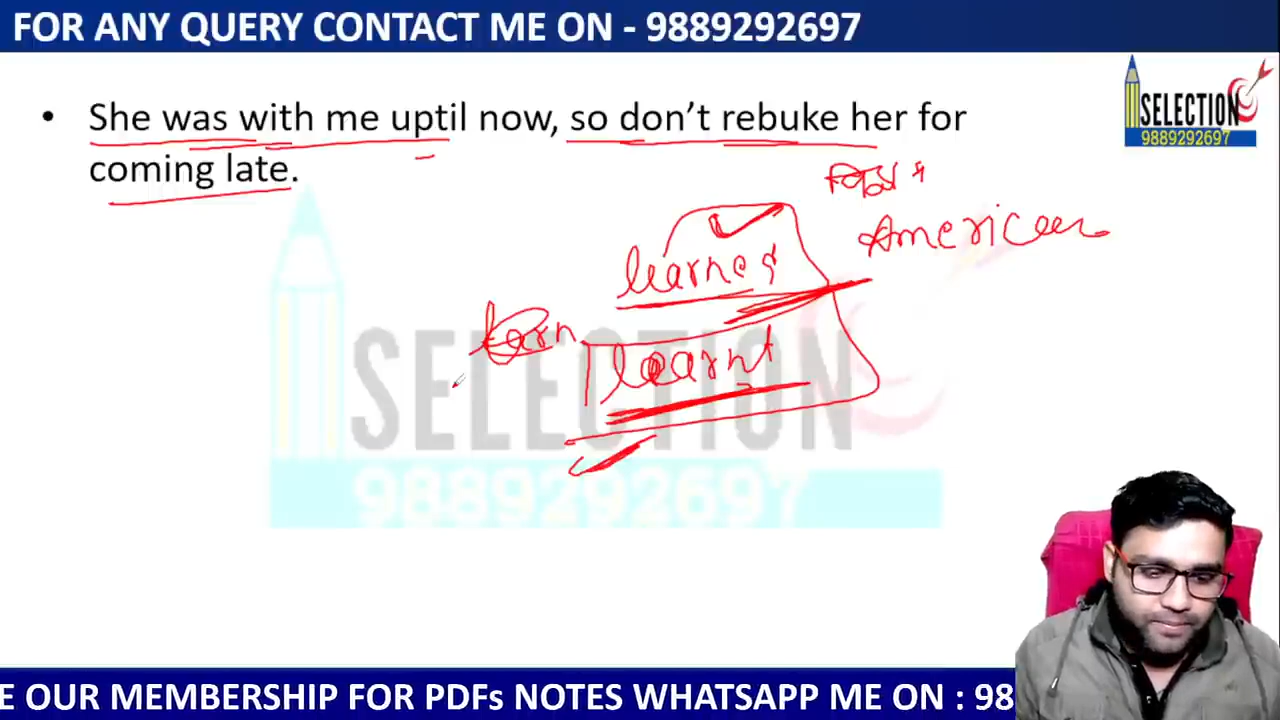 FOR ANY QUERY CONTACT ME ON - 9889292697
SELECTION
9889292697
• She was with me uptil now, so don't rebuke her for
coming late.
American
learned
learn
learnt
SELECTION
9889292697
E OUR MEMBERSHIP FOR PDFs NOTES WHATSAPP ME ON : 98